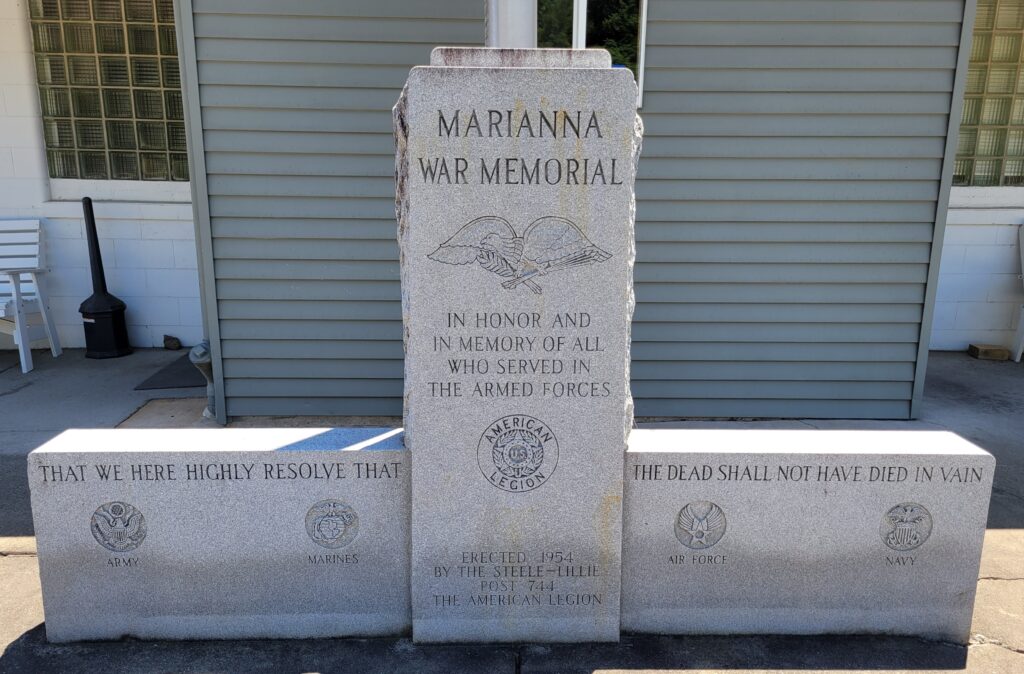 MARIANNA
WAR MEMORIAL
IN HONOR AND
IN MEMORY OF ALL
WHO SERVED IN
THE ARMED FORCES
AMERICAN
U.S.
LEGION
THAT WE HERE HIGHLY RESOLVE THAT
THE DEAD SHALL NOT HAVE DIED IN VAIN
ARMY
MARINES
AIR FORCE
NAVY
ERECTED 1954
BY THE STEELE-LILLIE
POST 744
THE AMERICAN LEGION